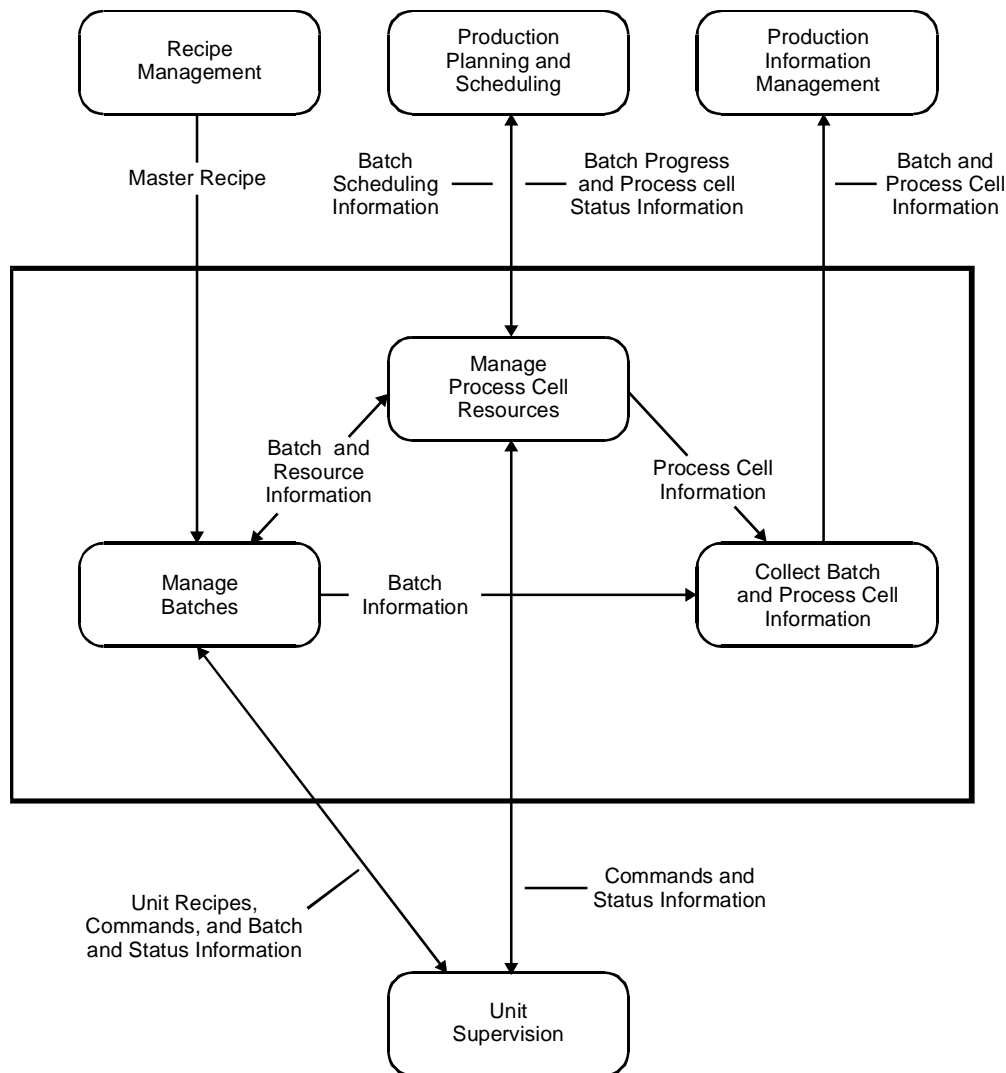 Recipe
Management
Production
Planning and
Scheduling
Production
Information
Management
Master Recipe
Batch
Scheduling
Information
Batch Progress
and Process cell
Status Information
Batch and
Process Cell
Information
Manage
Process Cell
Resources
Batch and
Resource
Information
Process Cell
Information
Manage
Batches
Batch
Information
Collect Batch
and Process Cell
Information
Unit Recipes,
Commands, and Batch
and Status Information
Commands and
Status Information
Unit
Supervision